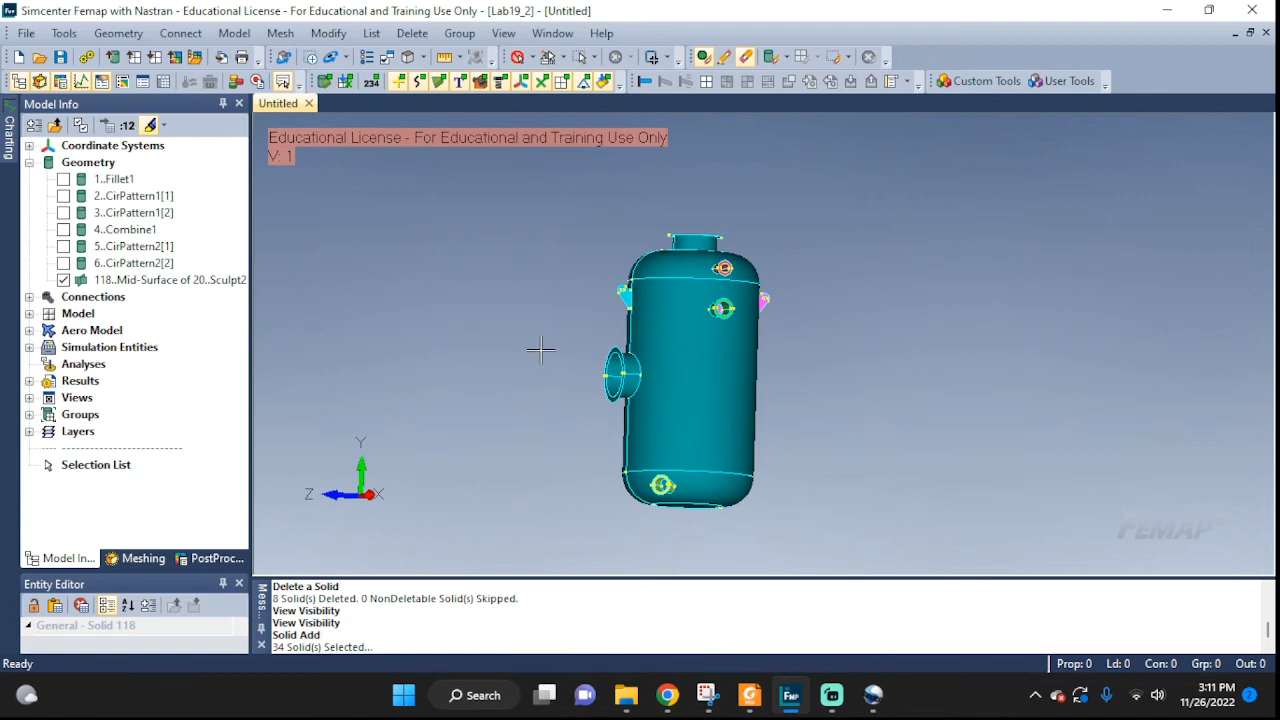 Simcenter Femap with Nastran - Educational License - For Educational and Training Use Only - [Lab19_2] - [Untitled]
File Tools Geometry Connect Model Mesh Modify List Delete Group View Window Help
234
Custom Tools User Tools
Charting
Model Info
:12
Coordinate Systems
Geometry
1..Fillet1
2..CirPattern1[1]
3..CirPattern1[2]
4..Combine1
5..CirPattern2[1]
6..CirPattern2[2]
118..Mid-Surface of 20..Sculpt2
Connections
Model
Aero Model
Simulation Entities
Analyses
Results
Views
Groups
Layers
Selection List
Model In... Meshing PostProc...
Entity Editor
General - Solid 118
Untitled
Educational License - For Educational and Training Use Only
V: 1
Y
Z X
FEMAP
Mess...
Delete a Solid
8 Solid(s) Deleted. 0 NonDeletable Solid(s) Skipped.
View Visibility
View Visibility
Solid Add
34 Solid(s) Selected...
Ready
Prop: 0 Ld: 0 Con: 0 Grp: 0 Out: 0
Search
3:11 PM
11/26/2022
2